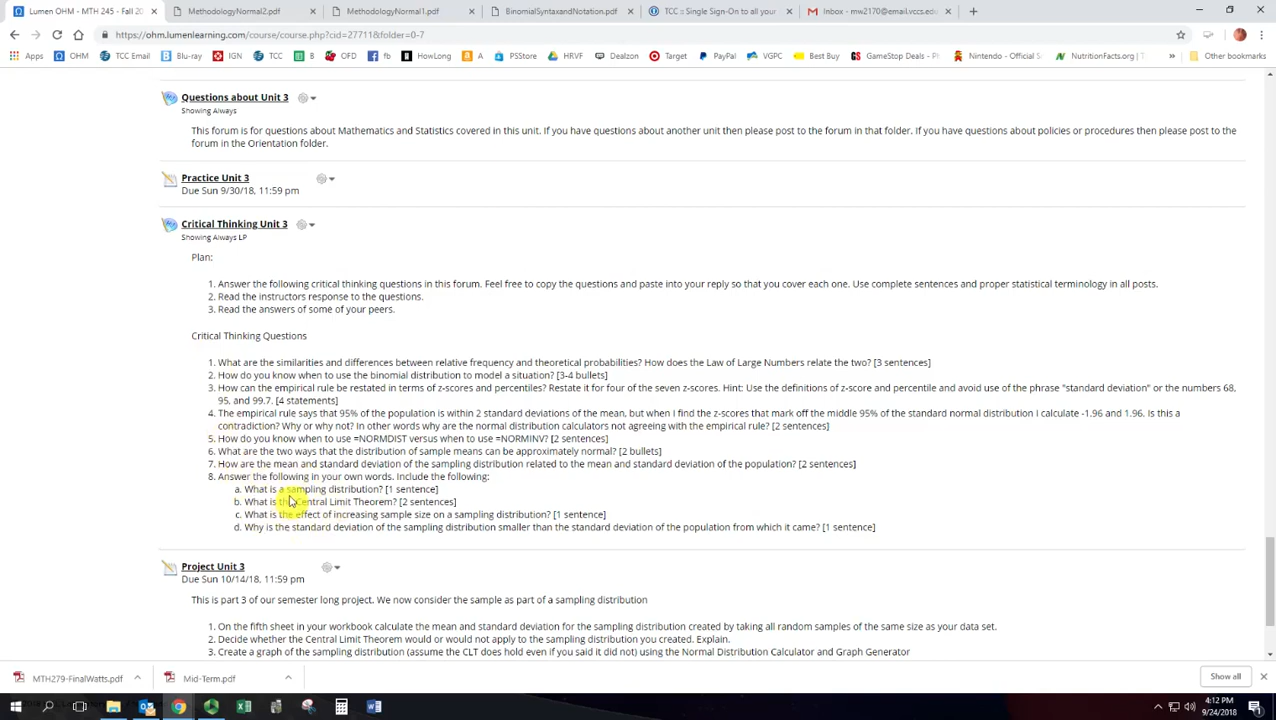 Lumen OHM - MTH 245 - Fall 20
MethodologyNormal2.pdf
MethodologyNormal1.pdf
BinomialSyntaxandNotation.pdf
TCC :: Single Sign-On to all your
Inbox - mw2170@email.vccs.ed
https://ohm.lumenlearning.com/course/course.php?cid=27711&folder=0-7
Apps
OHM
TCC Email
Blu-ray
IGN
TCC
B
OFD
fb
HowLong
A
PSStore
HRVF
Dealzon
Target
PayPal
VGPC
Best Buy
GameStop Deals - P
Nintendo - Official S
NutritionFacts.org |
Other bookmarks
Questions about Unit 3
Showing Always
This forum is for questions about Mathematics and Statistics covered in this unit. If you have questions about another unit then please post to the forum in that folder. If you have questions about policies or procedures then please post to the
forum in the Orientation folder.
Practice Unit 3
Due Sun 9/30/18, 11:59 pm
Critical Thinking Unit 3
Showing Always LP
Plan:
1. Answer the following critical thinking questions in this forum. Feel free to copy the questions and paste into your reply so that you cover each one. Use complete sentences and proper statistical terminology in all posts.
2. Read the instructors response to the questions.
3. Read the answers of some of your peers.
Critical Thinking Questions
1. What are the similarities and differences between relative frequency and theoretical probabilities? How does the Law of Large Numbers relate the two? [3 sentences]
2. How do you know when to use the binomial distribution to model a situation? [3-4 bullets]
3. How can the empirical rule be restated in terms of z-scores and percentiles? Restate it for four of the seven z-scores. Hint: Use the definitions of z-score and percentile and avoid use of the phrase "standard deviation" or the numbers 68,
95, and 99.7. [4 statements]
4. The empirical rule says that 95% of the population is within 2 standard deviations of the mean, but when I find the z-scores that mark off the middle 95% of the standard normal distribution I calculate -1.96 and 1.96. Is this a
contradiction? Why or why not? In other words why are the normal distribution calculators not agreeing with the empirical rule? [2 sentences]
5. How do you know when to use =NORMDIST versus when to use =NORMINV? [2 sentences]
6. What are the two ways that the distribution of sample means can be approximately normal? [2 bullets]
7. How are the mean and standard deviation of the sampling distribution related to the mean and standard deviation of the population? [2 sentences]
8. Answer the following in your own words. Include the following:
a. What is a sampling distribution? [1 sentence]
b. What is the Central Limit Theorem? [2 sentences]
c. What is the effect of increasing sample size on a sampling distribution? [1 sentence]
d. Why is the standard deviation of the sampling distribution smaller than the standard deviation of the population from which it came? [1 sentence]
Project Unit 3
Due Sun 10/14/18, 11:59 pm
This is part 3 of our semester long project. We now consider the sample as part of a sampling distribution
1. On the fifth sheet in your workbook calculate the mean and standard deviation for the sampling distribution created by taking all random samples of the same size as your data set.
2. Decide whether the Central Limit Theorem would or would not apply to the sampling distribution you created. Explain.
3. Create a graph of the sampling distribution (assume the CLT does hold even if you said it did not) using the Normal Distribution Calculator and Graph Generator
MTH279-FinalWatts.pdf
Mid-Term.pdf
Show all
4:12 PM
9/24/2018